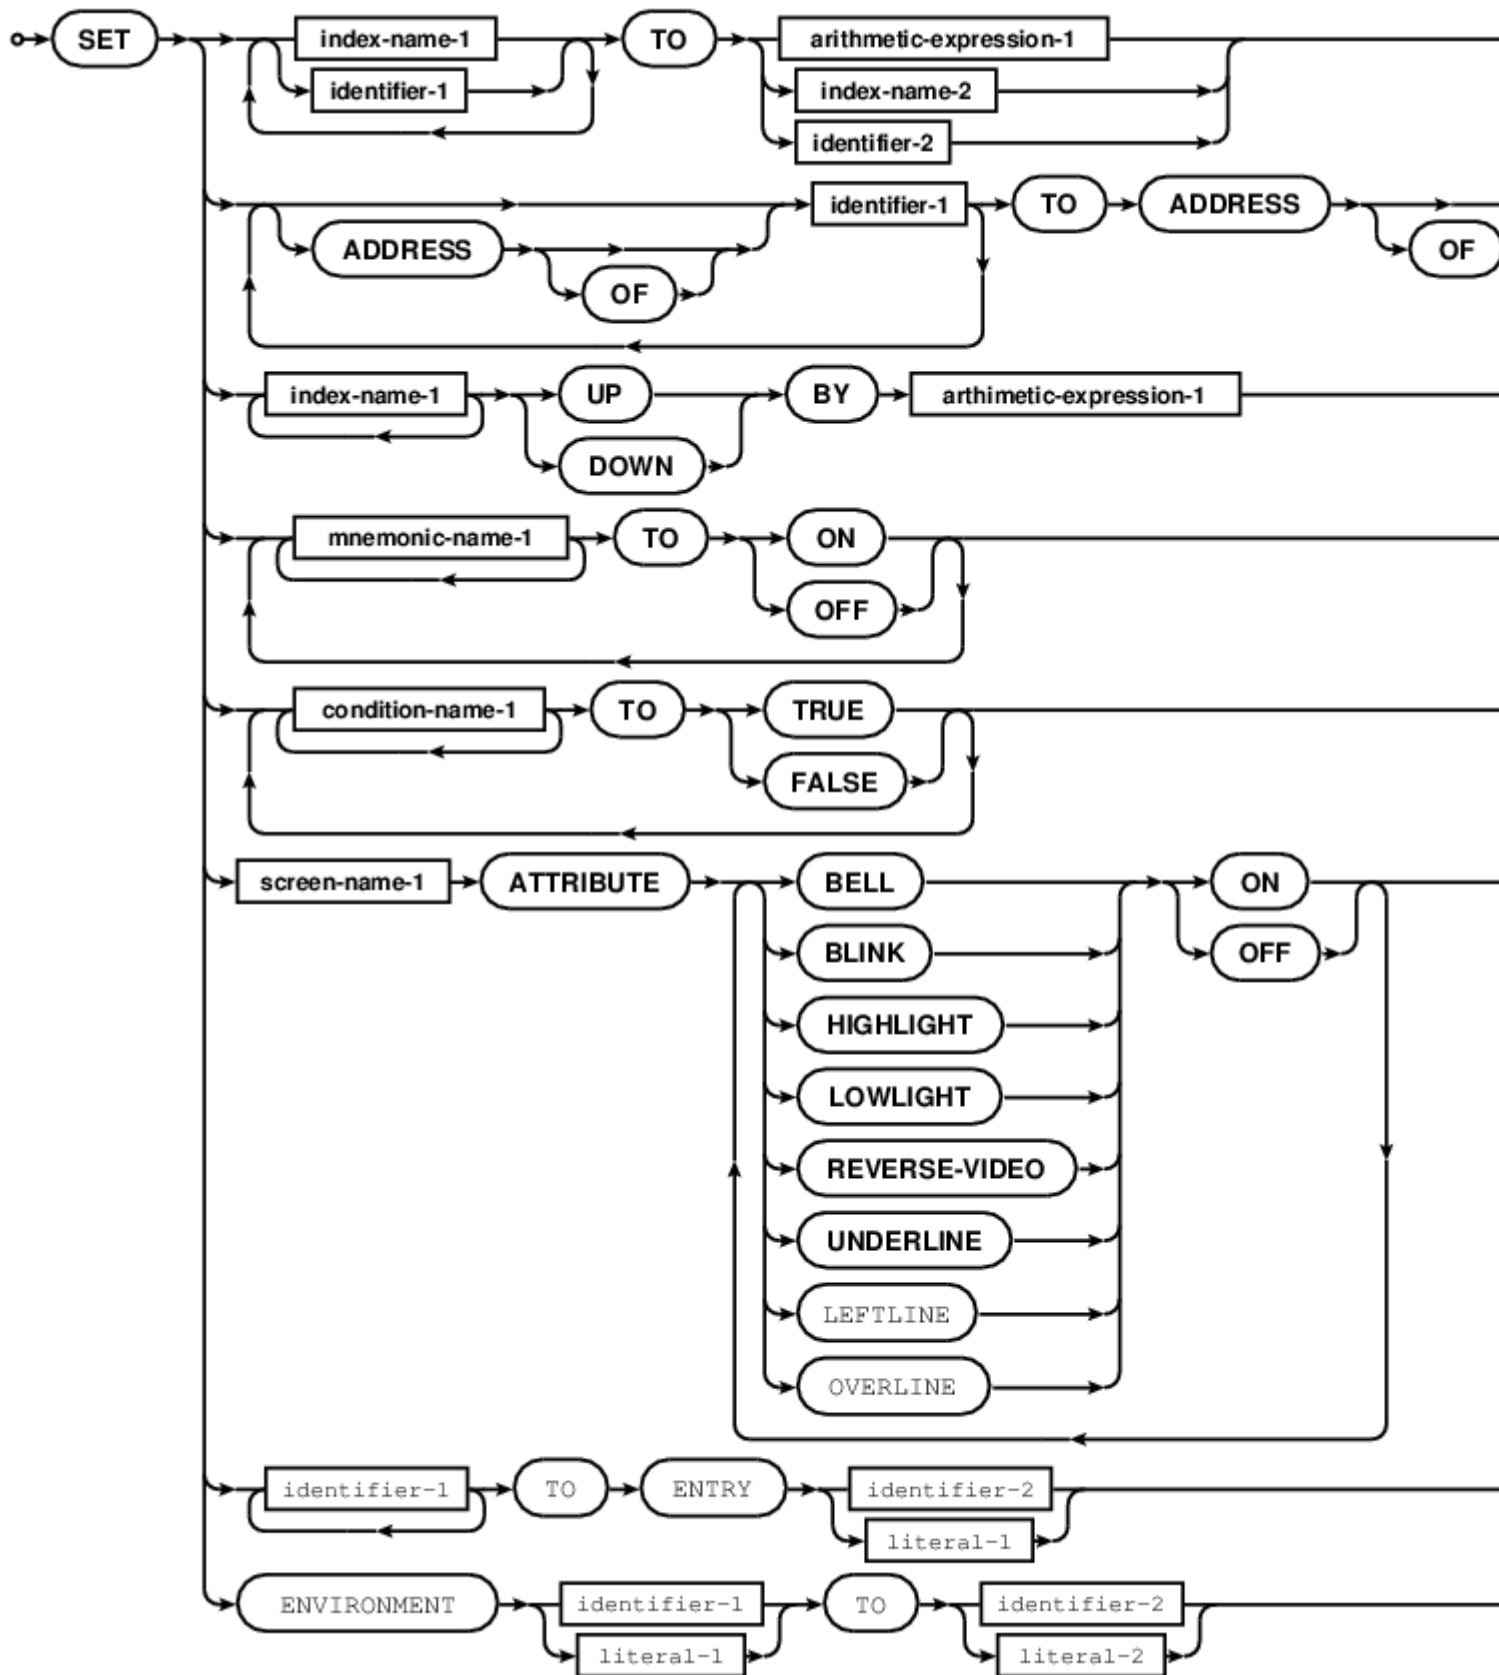 SET index-name-1 TO arithmetic-expression-1
identifier-1 index-name-2
identifier-2
identifier-1 TO ADDRESS
ADDRESS OF
OF
index-name-1 UP BY arthimetic-expression-1
DOWN
mnemonic-name-1 TO ON
OFF
condition-name-1 TO TRUE
FALSE
screen-name-1 ATTRIBUTE BELL ON
BLINK OFF
HIGHLIGHT
LOWLIGHT
REVERSE-VIDEO
UNDERLINE
LEFTLINE
OVERLINE
identifier-1 TO ENTRY identifier-2
literal-1
ENVIRONMENT identifier-1 TO identifier-2
literal-1 literal-2